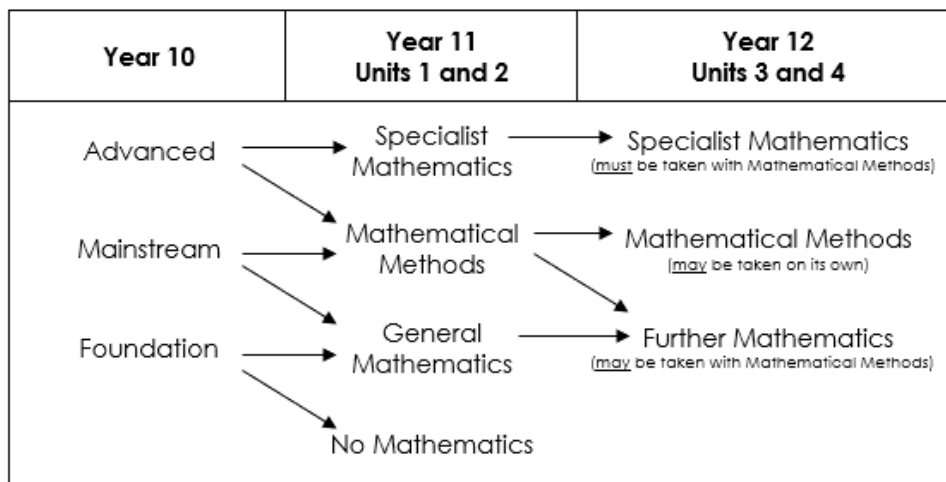 Year 10
Year 11
Units 1 and 2
Year 12
Units 3 and 4
Advanced
Specialist
Mathematics
Specialist Mathematics
(must be taken with Mathematical Methods)
Mainstream
Mathematical
Methods
Mathematical Methods
(may be taken on its own)
Foundation
General
Mathematics
Further Mathematics
(may be taken with Mathematical Methods)
No Mathematics